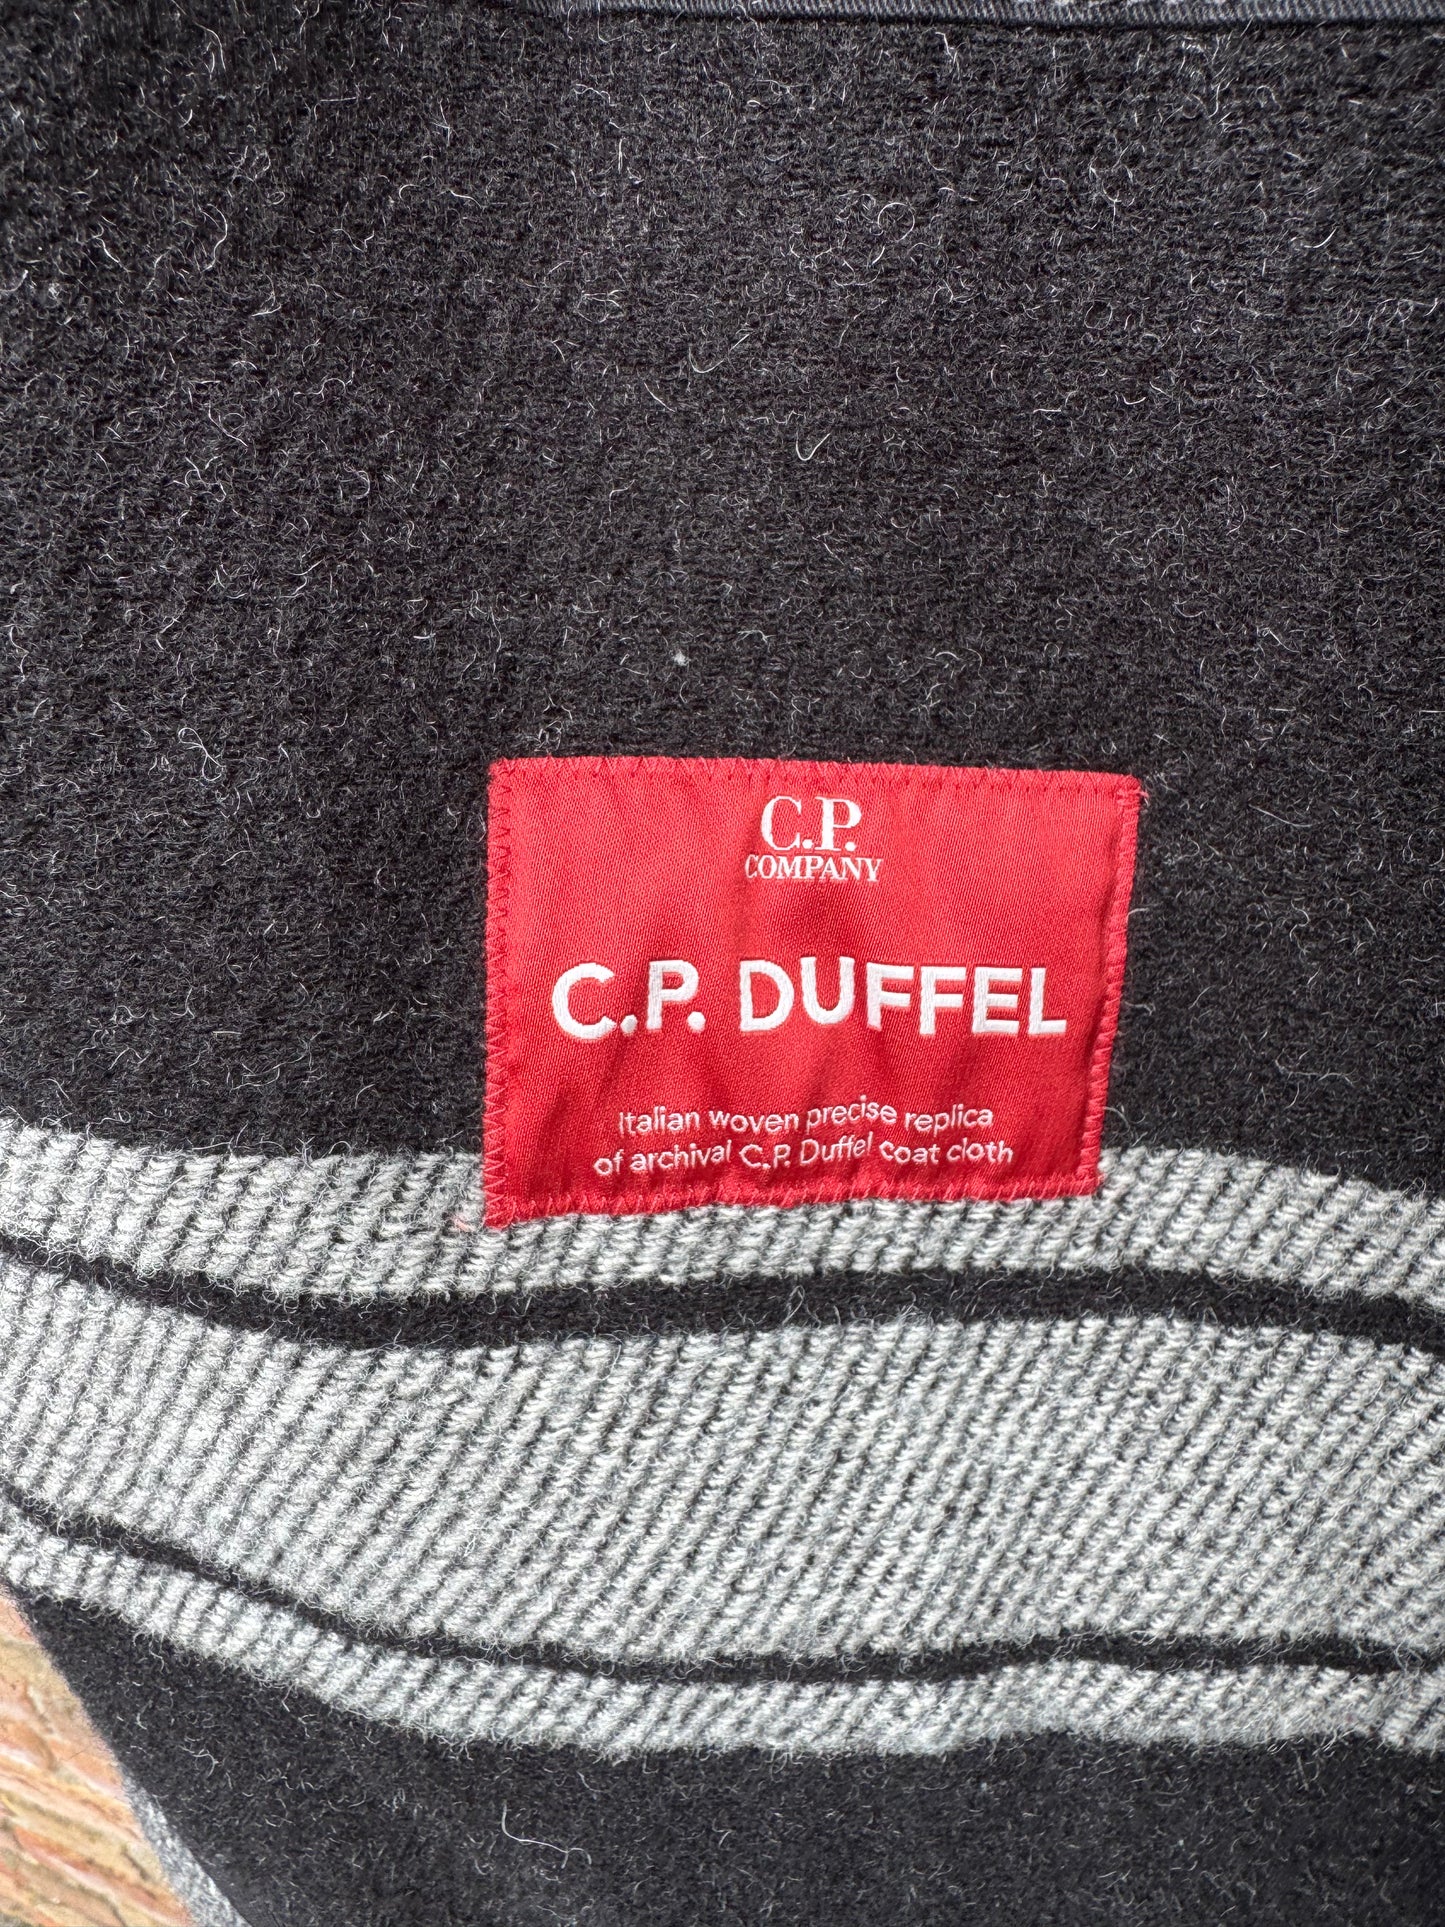 C.P.
COMPANY
C.P. DUFFEL
Italian woven precise replica
of archival C.P. Duffel coat cloth